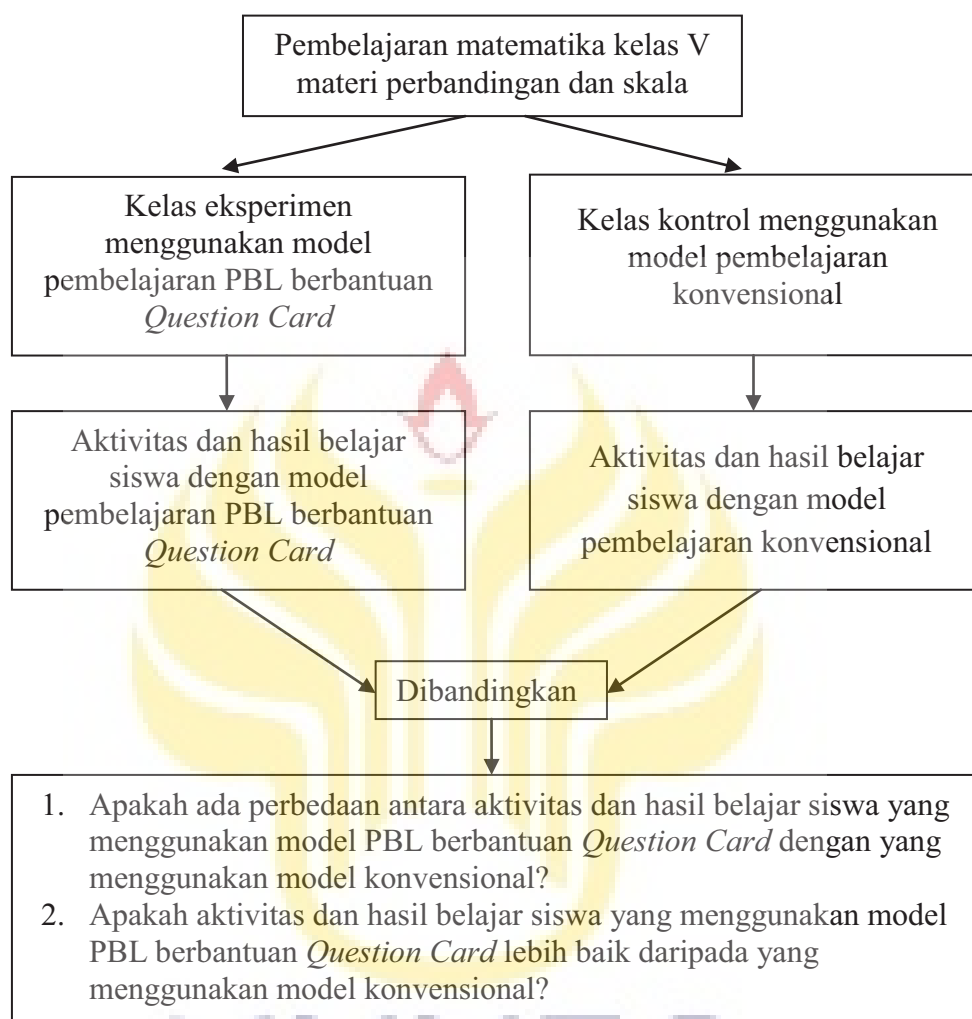 Pembelajaran matematika kelas V
materi perbandingan dan skala
Kelas eksperimen
menggunakan model
pembelajaran PBL berbantuan
Question Card
Kelas kontrol menggunakan
model pembelajaran
konvensional
Aktivitas dan hasil belajar
siswa dengan model
pembelajaran PBL berbantuan
Question Card
Aktivitas dan hasil belajar
siswa dengan model
pembelajaran konvensional
Dibandingkan
1. Apakah ada perbedaan antara aktivitas dan hasil belajar siswa yang
menggunakan model PBL berbantuan Question Card dengan yang
menggunakan model konvensional?
2. Apakah aktivitas dan hasil belajar siswa yang menggunakan model
PBL berbantuan Question Card lebih baik daripada yang
menggunakan model konvensional?